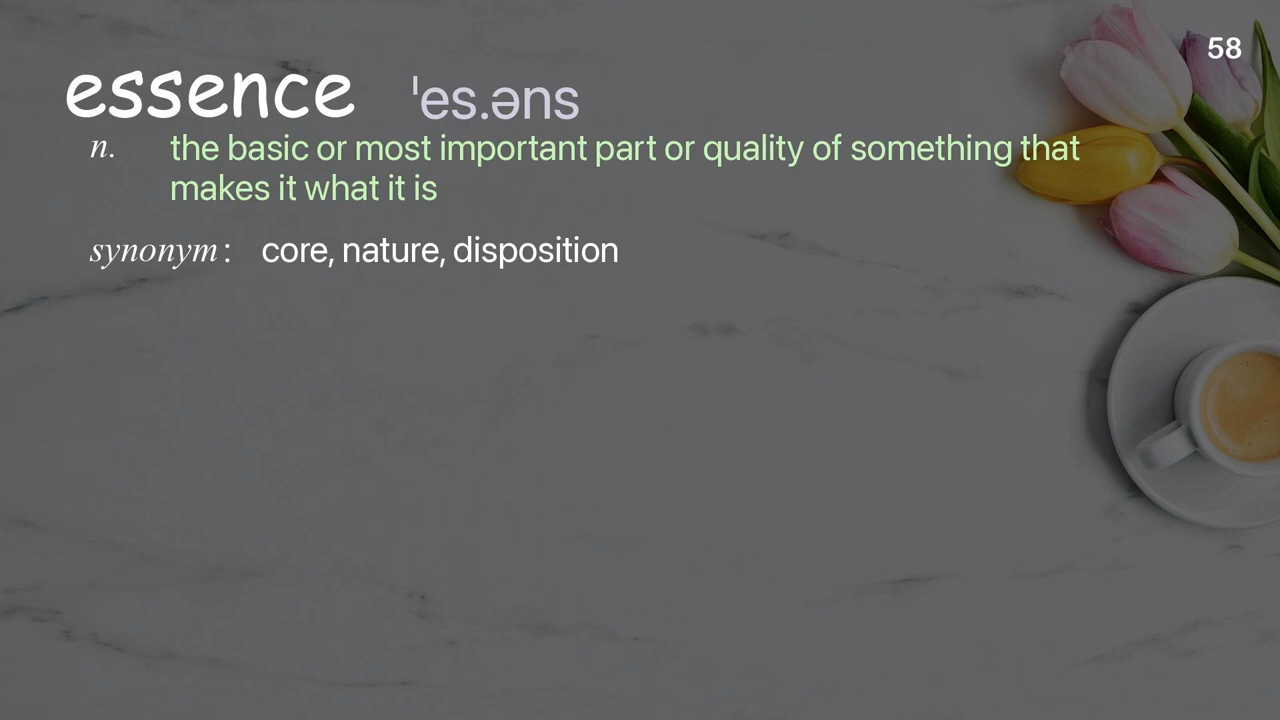 58
essence ˈes.əns
n. the basic or most important part or quality of something that
makes it what it is
synonym: core, nature, disposition